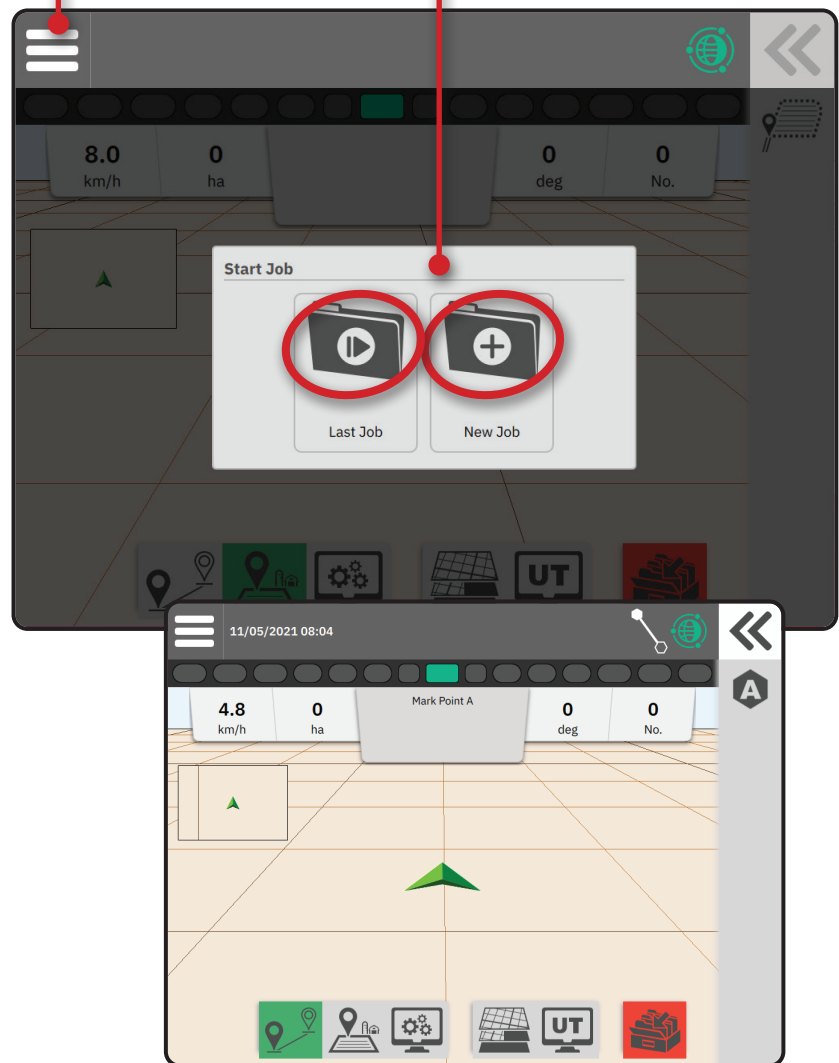 8.0
km/h
0
ha
0
deg
0
No.
Start Job
Last Job
New Job
UT
11/05/2021 08:04
A
4.8
km/h
0
ha
Mark Point A
0
deg
0
No.
UT